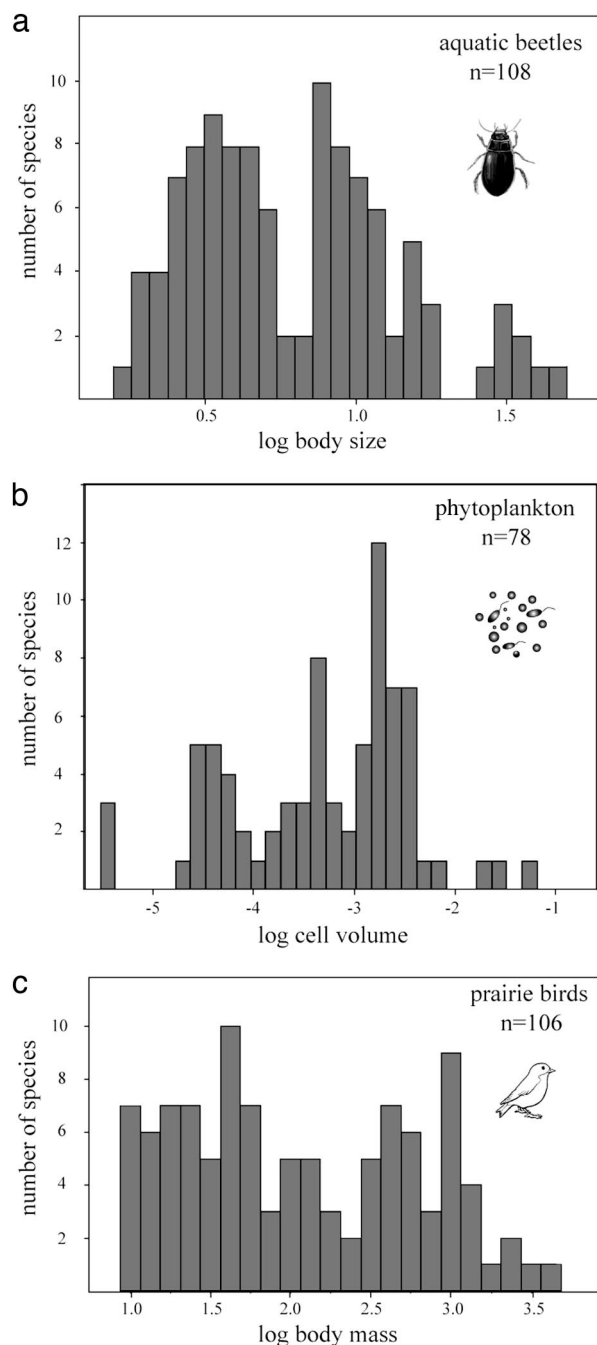 a
aquatic beetles
n=108
number of species
10
8
6
4
2
0.5 1.0 1.5
log body size
b
phytoplankton
n=78
number of species
12
10
8
6
4
2
-5 -4 -3 -2 -1
log cell volume
c
prairie birds
n=106
number of species
10
8
6
4
2
1.0 1.5 2.0 2.5 3.0 3.5
log body mass